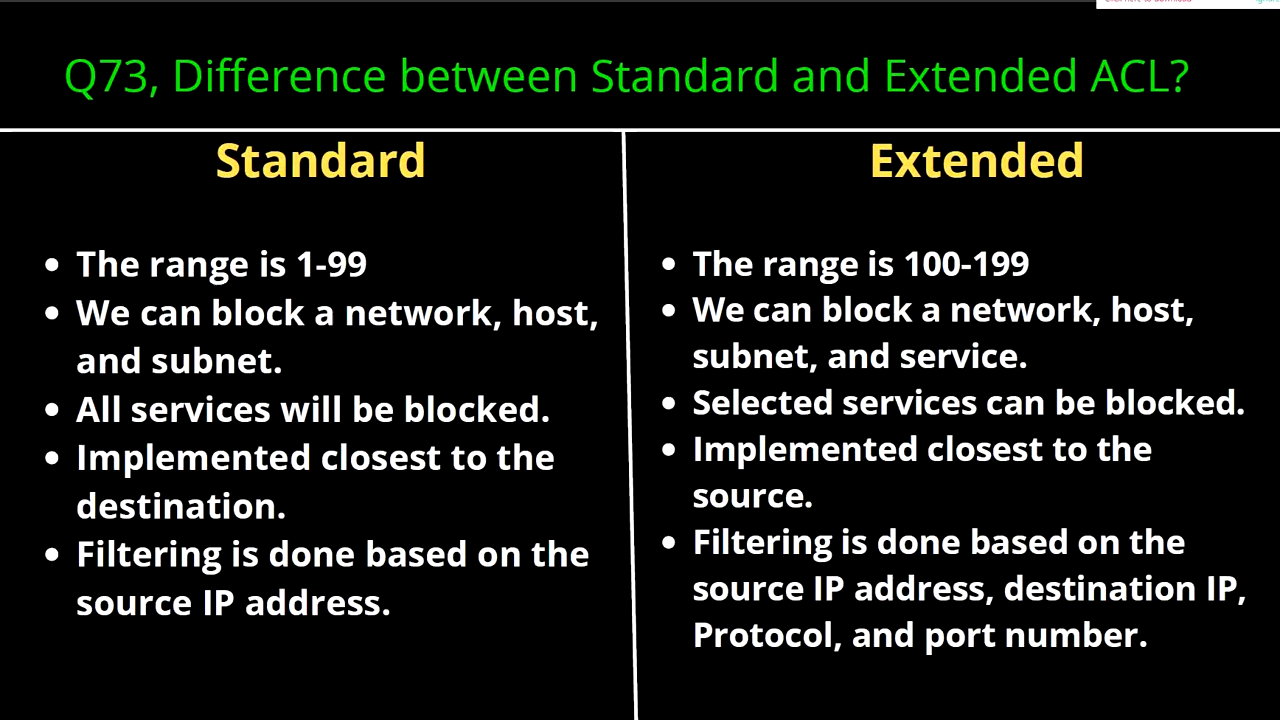 Q73, Difference between Standard and Extended ACL?
Standard
• The range is 1-99
• We can block a network, host,
and subnet.
• All services will be blocked.
• Implemented closest to the
destination.
• Filtering is done based on the
source IP address.
Extended
• The range is 100-199
• We can block a network, host,
subnet, and service.
• Selected services can be blocked.
• Implemented closest to the
source.
• Filtering is done based on the
source IP address, destination IP,
Protocol, and port number.